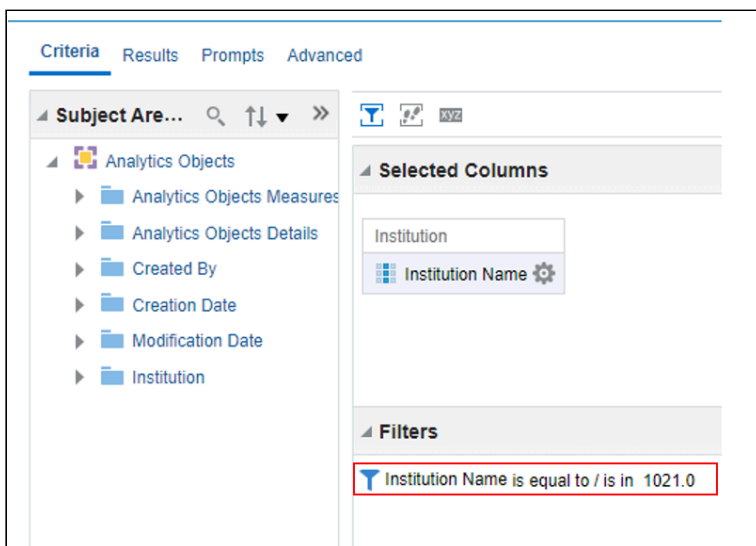 Criteria Results Prompts Advanced
Subject Are...
Analytics Objects
Analytics Objects Measures
Analytics Objects Details
Created By
Creation Date
Modification Date
Institution
xyz
Selected Columns
Institution
Institution Name
Filters
Institution Name is equal to / is in 1021.0